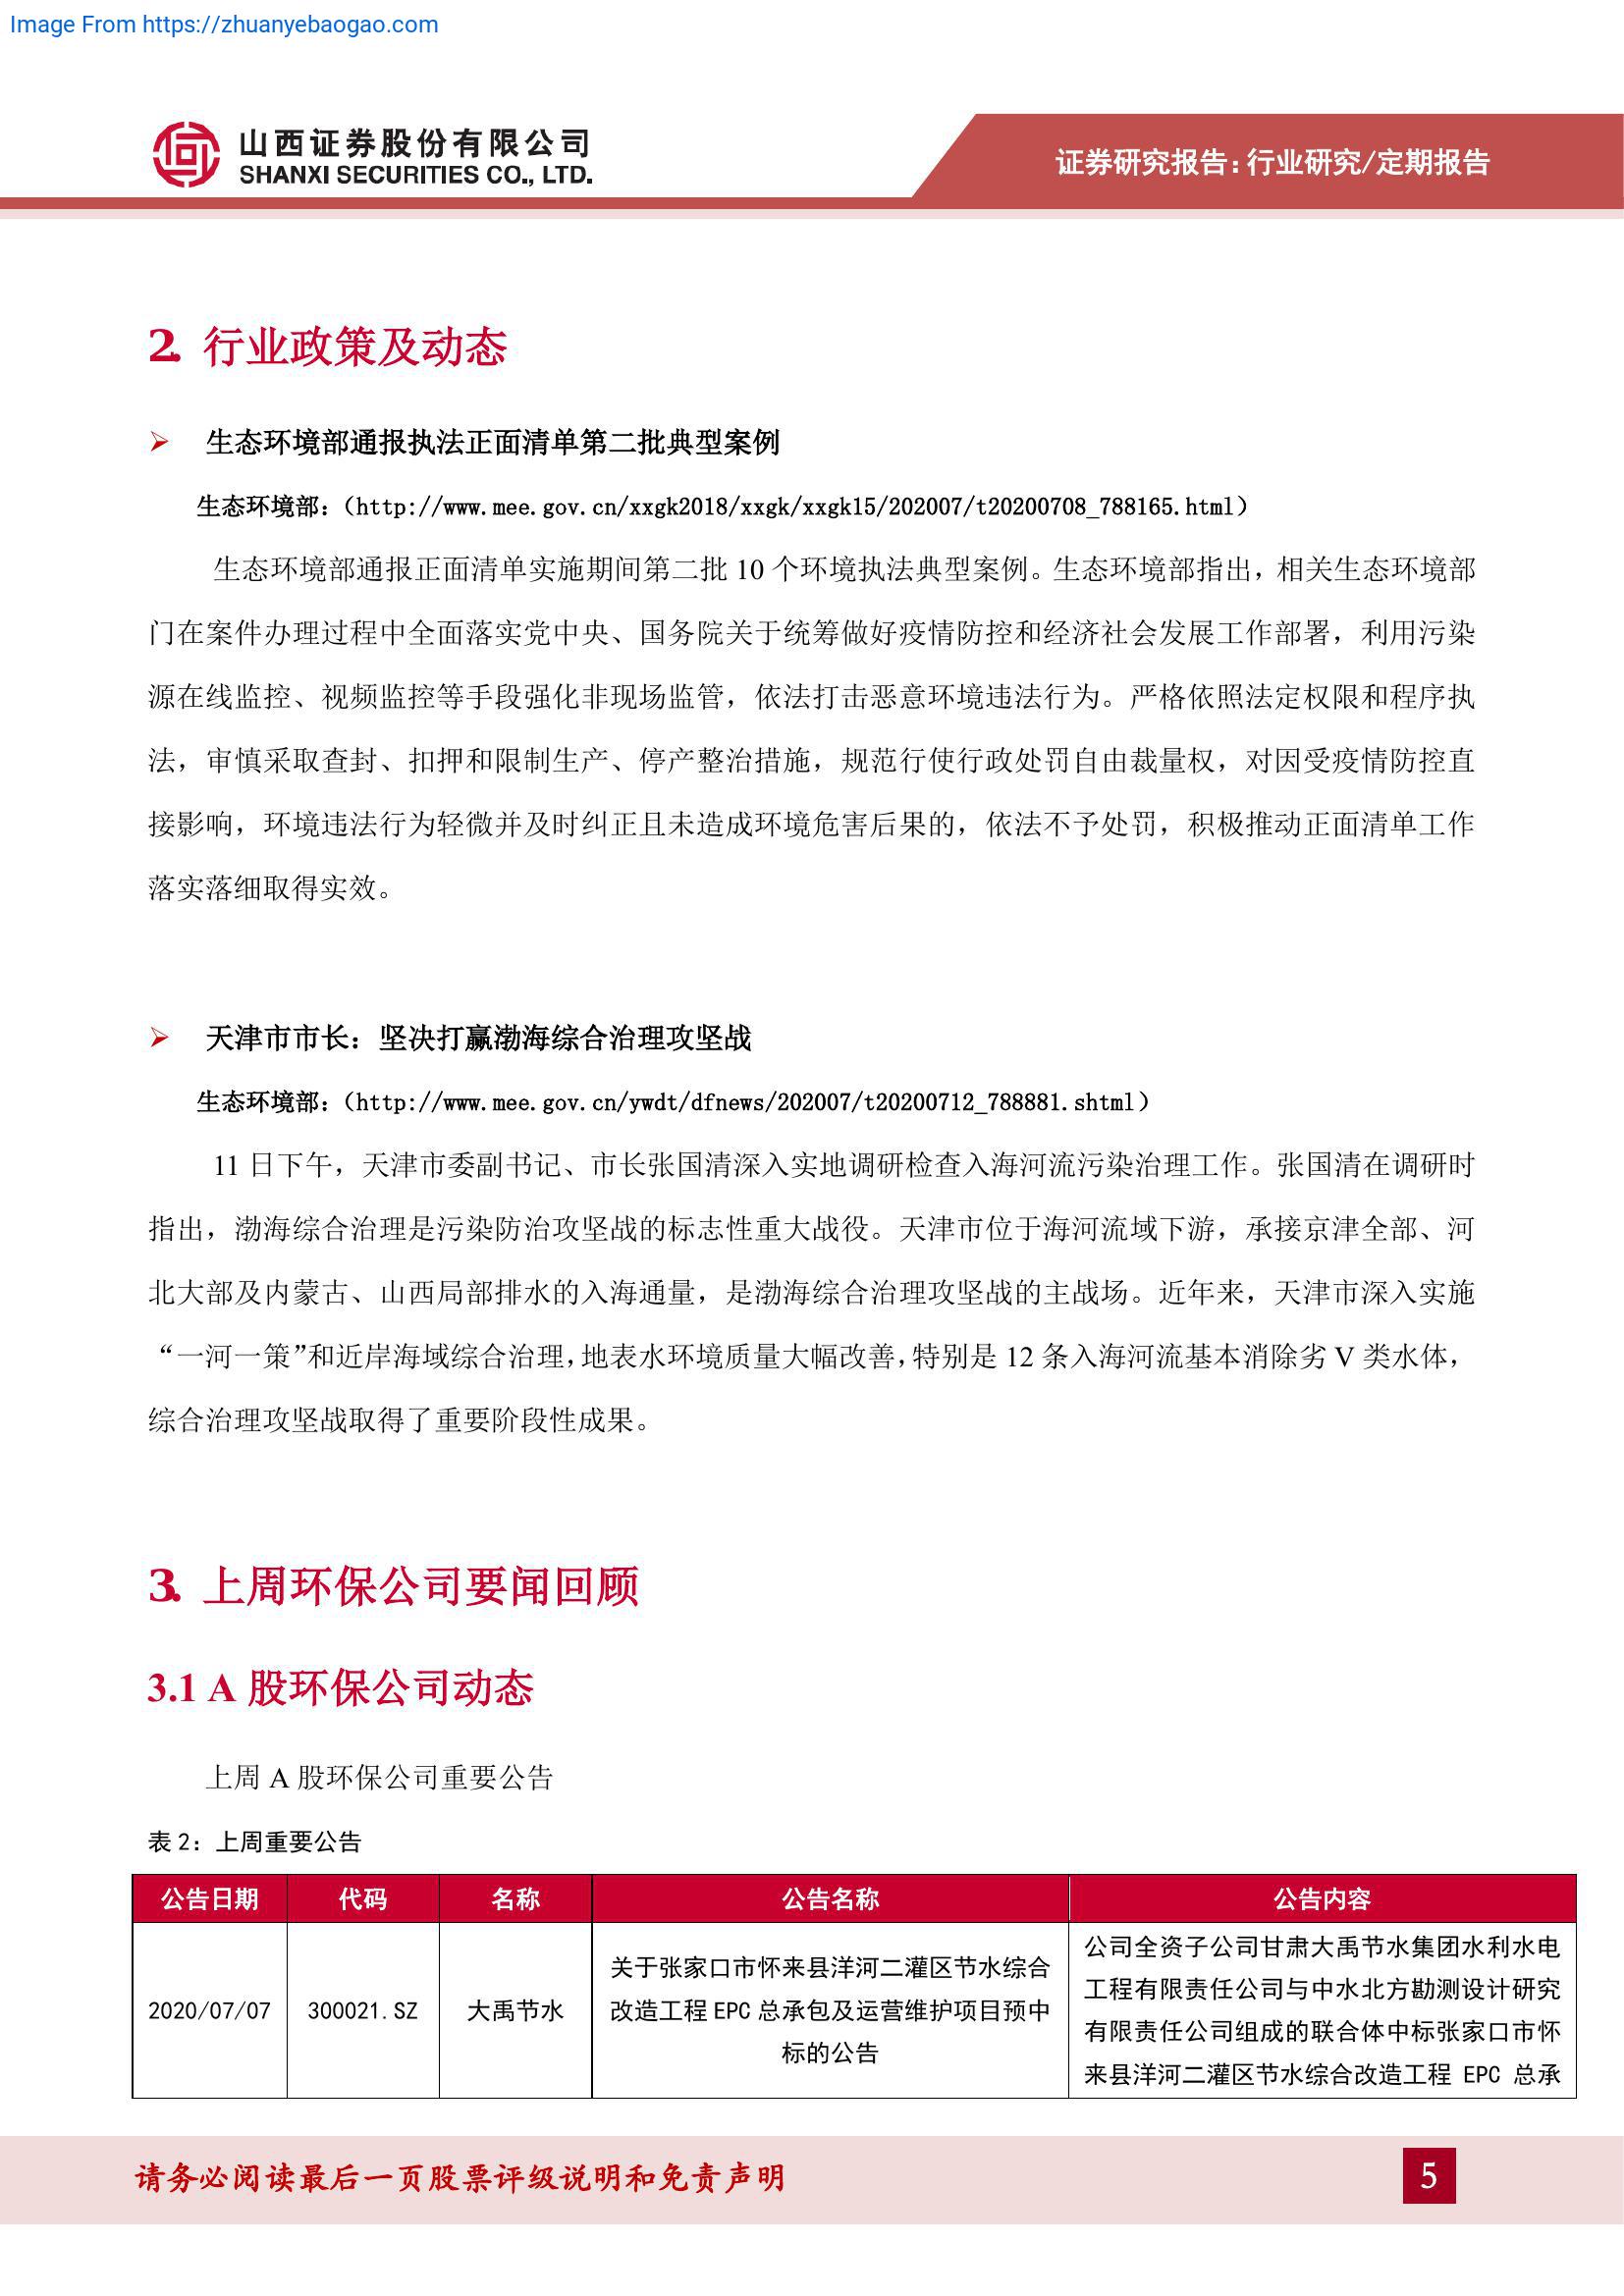 Image From https://zhuanyebaogao.com
山西证券股份有限公司
SHANXI SECURITIES CO., LTD.
证券研究报告:行业研究/定期报告
2. 行业政策及动态
生态环境部通报执法正面清单第二批典型案例
生态环境部：（http://www.mee.gov.cn/xxgk2018/xxgk/xxgk15/202007/t20200708_788165.html）
生态环境部通报正面清单实施期间第二批 10 个环境执法典型案例。生态环境部指出，相关生态环境部
门在案件办理过程中全面落实党中央、国务院关于统筹做好疫情防控和经济社会发展工作部署，利用污染
源在线监控、视频监控等手段强化非现场监管，依法打击恶意环境违法行为。严格依照法定权限和程序执
法，审慎采取查封、扣押和限制生产、停产整治措施，规范行使行政处罚自由裁量权，对因受疫情防控直
接影响，环境违法行为轻微并及时纠正且未造成环境危害后果的，依法不予处罚，积极推动正面清单工作
落实落细取得实效。
天津市市长：坚决打赢渤海综合治理攻坚战
生态环境部：（http://www.mee.gov.cn/ywdt/dfnews/202007/t20200712_788881.shtml）
11 日下午，天津市委副书记、市长张国清深入实地调研检查入海河流污染治理工作。张国清在调研时
指出，渤海综合治理是污染防治攻坚战的标志性重大战役。天津市位于海河流域下游，承接京津全部、河
北大部及内蒙古、山西局部排水的入海通量，是渤海综合治理攻坚战的主战场。近年来，天津市深入实施
“一河一策”和近岸海域综合治理，地表水环境质量大幅改善，特别是 12 条入海河流基本消除劣 V 类水体，
综合治理攻坚战取得了重要阶段性成果。
3. 上周环保公司要闻回顾
3.1 A 股环保公司动态
上周 A 股环保公司重要公告
表 2：上周重要公告
公告日期 代码 名称 公告名称 公告内容
2020/07/07 300021.SZ 大禹节水
关于张家口市怀来县洋河二灌区节水综合
改造工程 EPC 总承包及运营维护项目预中
标的公告
公司全资子公司甘肃大禹节水集团水利水电
工程有限责任公司与中水北方勘测设计研究
有限责任公司组成的联合体中标张家口市怀
来县洋河二灌区节水综合改造工程 EPC 总承
请务必阅读最后一页股票评级说明和免责声明
5